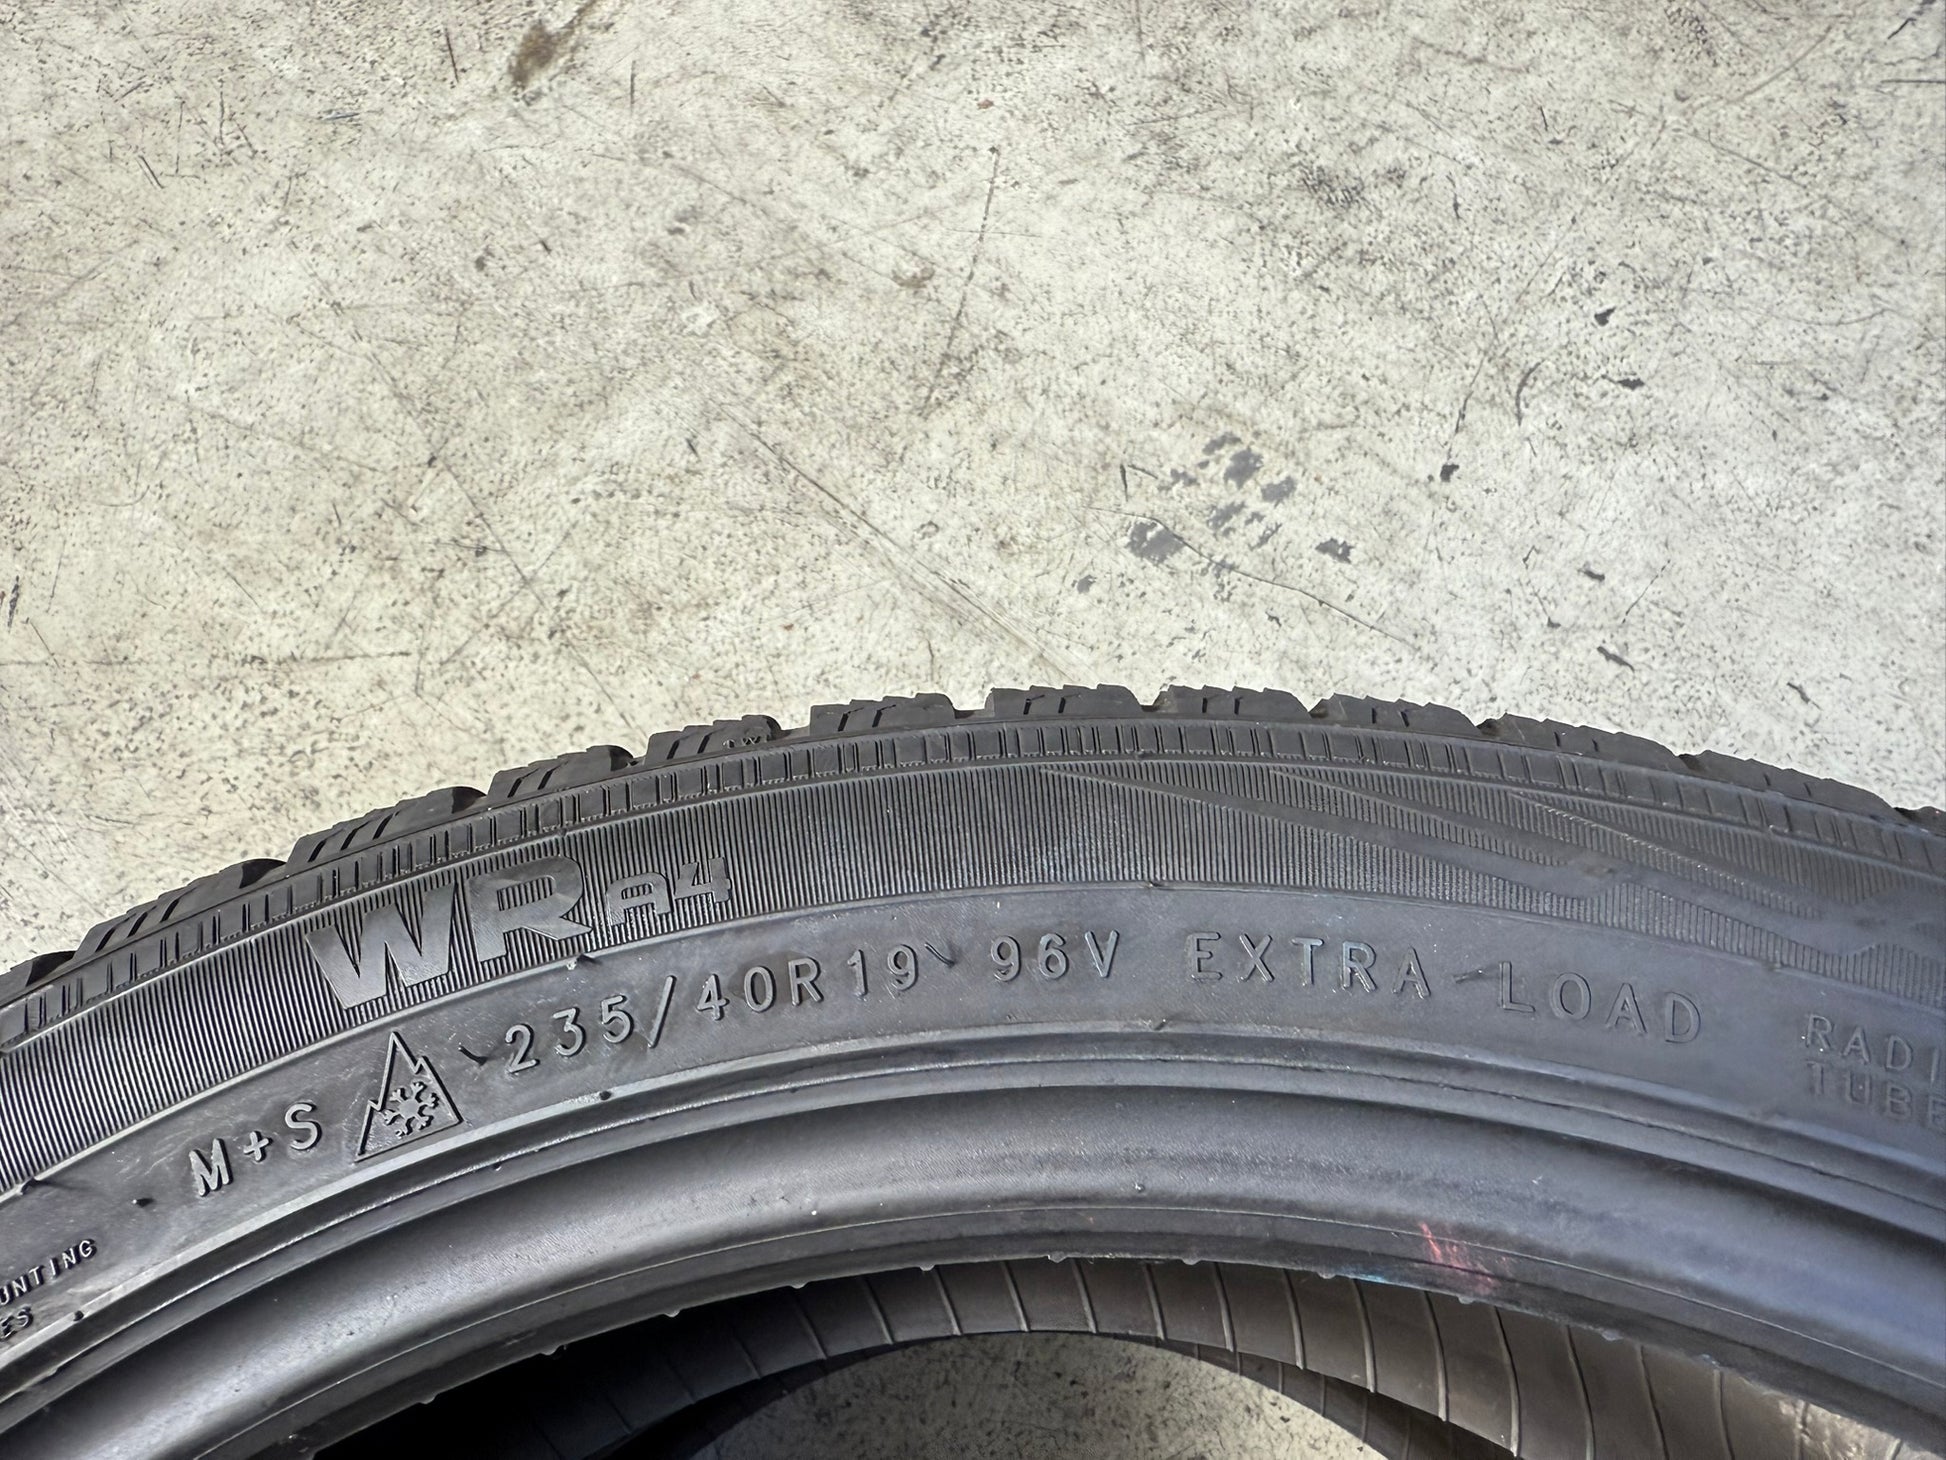 WR A4
M+S 235/40R19 96V EXTRA LOAD
RADI
TUBE
UNTING
ES